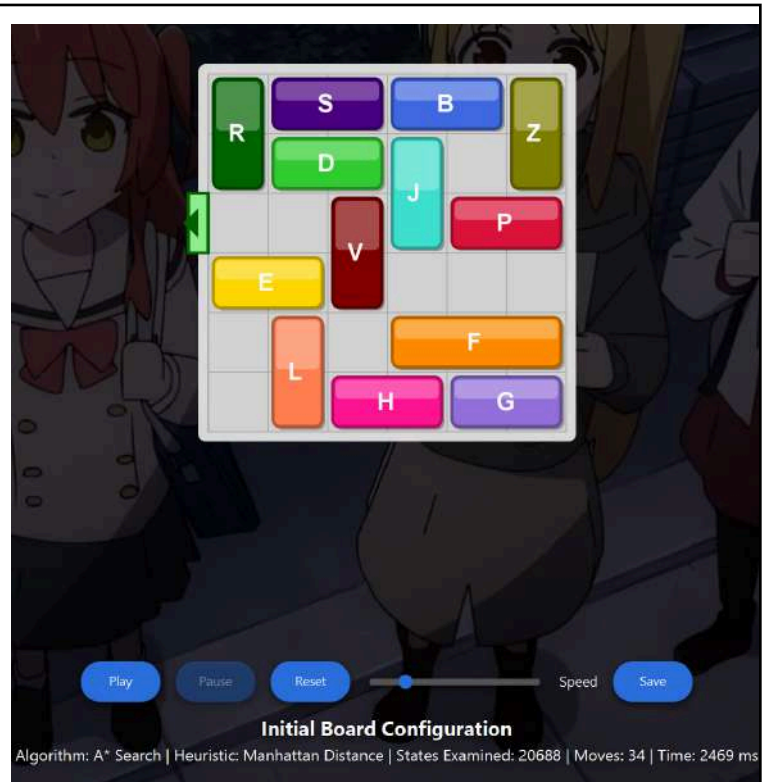 R S B Z
D J
V P
E
L F
H G
Play Pause Reset Speed Save
Initial Board Configuration
Algorithm: A* Search | Heuristic: Manhattan Distance | States Examined: 20688 | Moves: 34 | Time: 2469 ms